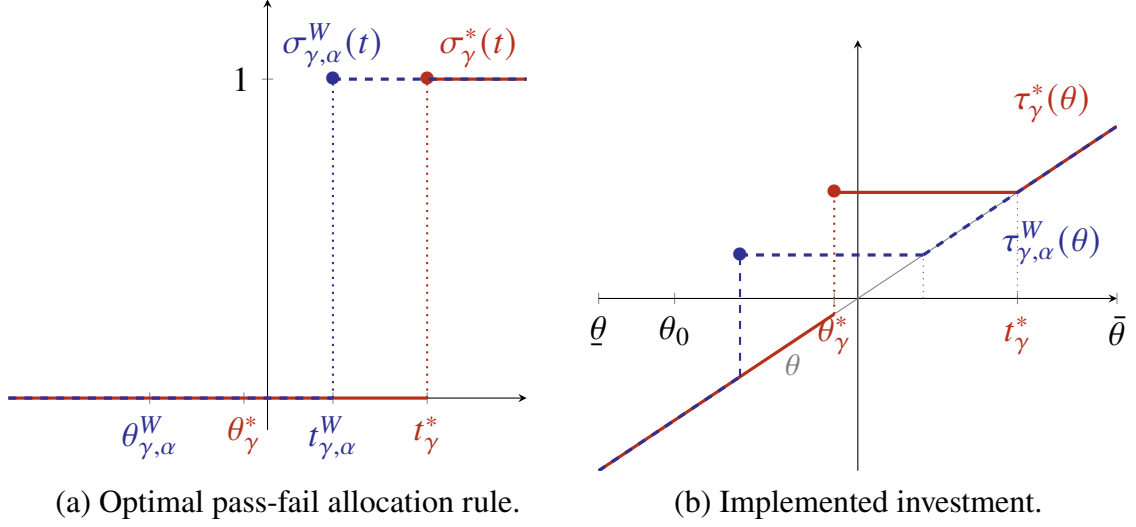 σ^W_{γ,α}(t) σ^*_γ(t)
1
θ^W_{γ,α} θ^*_γ t^W_{γ,α} t^*_γ
(a) Optimal pass-fail allocation rule.
τ^*_γ(θ)
τ^W_{γ,α}(θ)
θ̲ θ_0 θ^*_γ t^*_γ θ̄
θ
(b) Implemented investment.